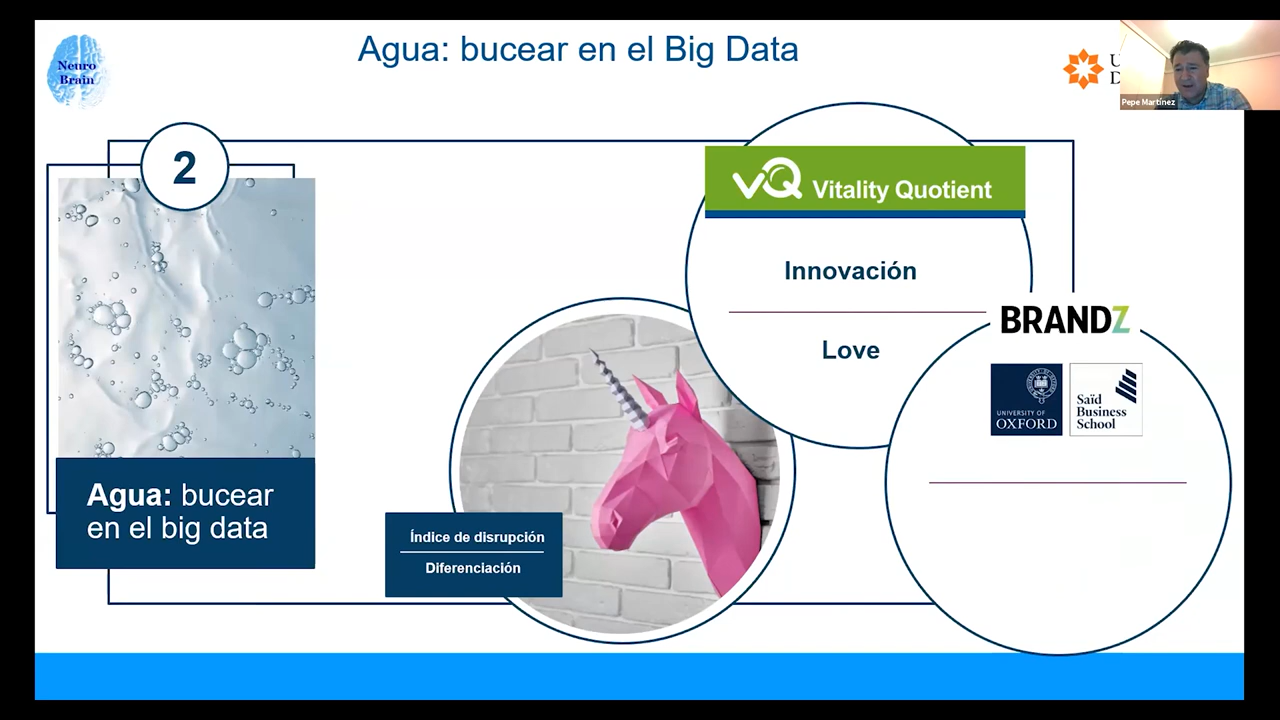 Agua: bucear en el Big Data
Neuro
Brain
U
D
Pepe Martínez
2
vQ Vitality Quotient
Innovación
Love
BRANDZ
UNIVERSITY OF
OXFORD
Saïd
Business
School
Agua: bucear
en el big data
Índice de disrupción
Diferenciación